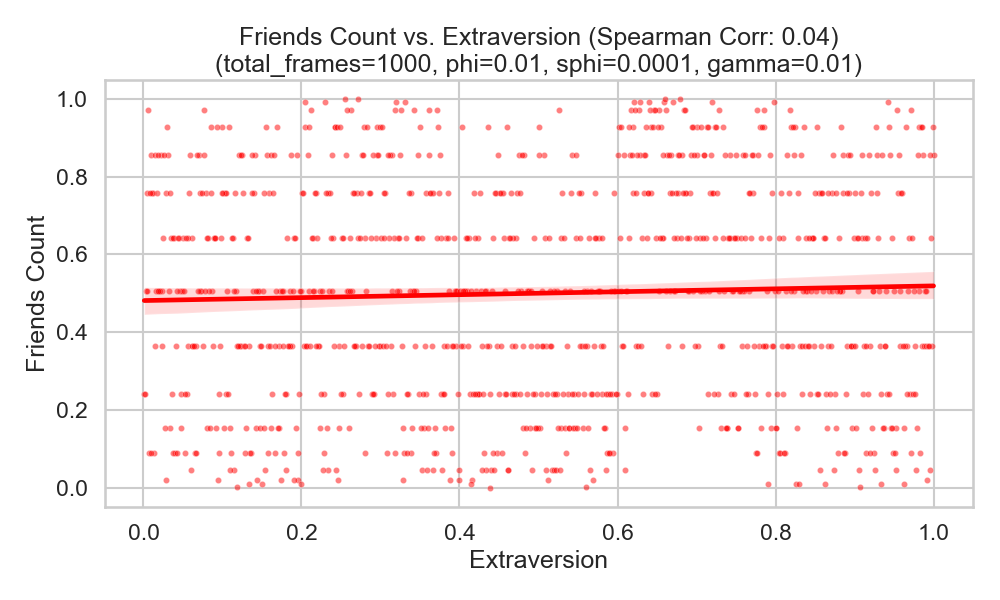 Friends Count vs. Extraversion (Spearman Corr: 0.04)
(total_frames=1000, phi=0.01, sphi=0.0001, gamma=0.01)
1.0
0.8
0.6
0.4
0.2
0.0
Friends Count
0.0 0.2 0.4 0.6 0.8 1.0
Extraversion